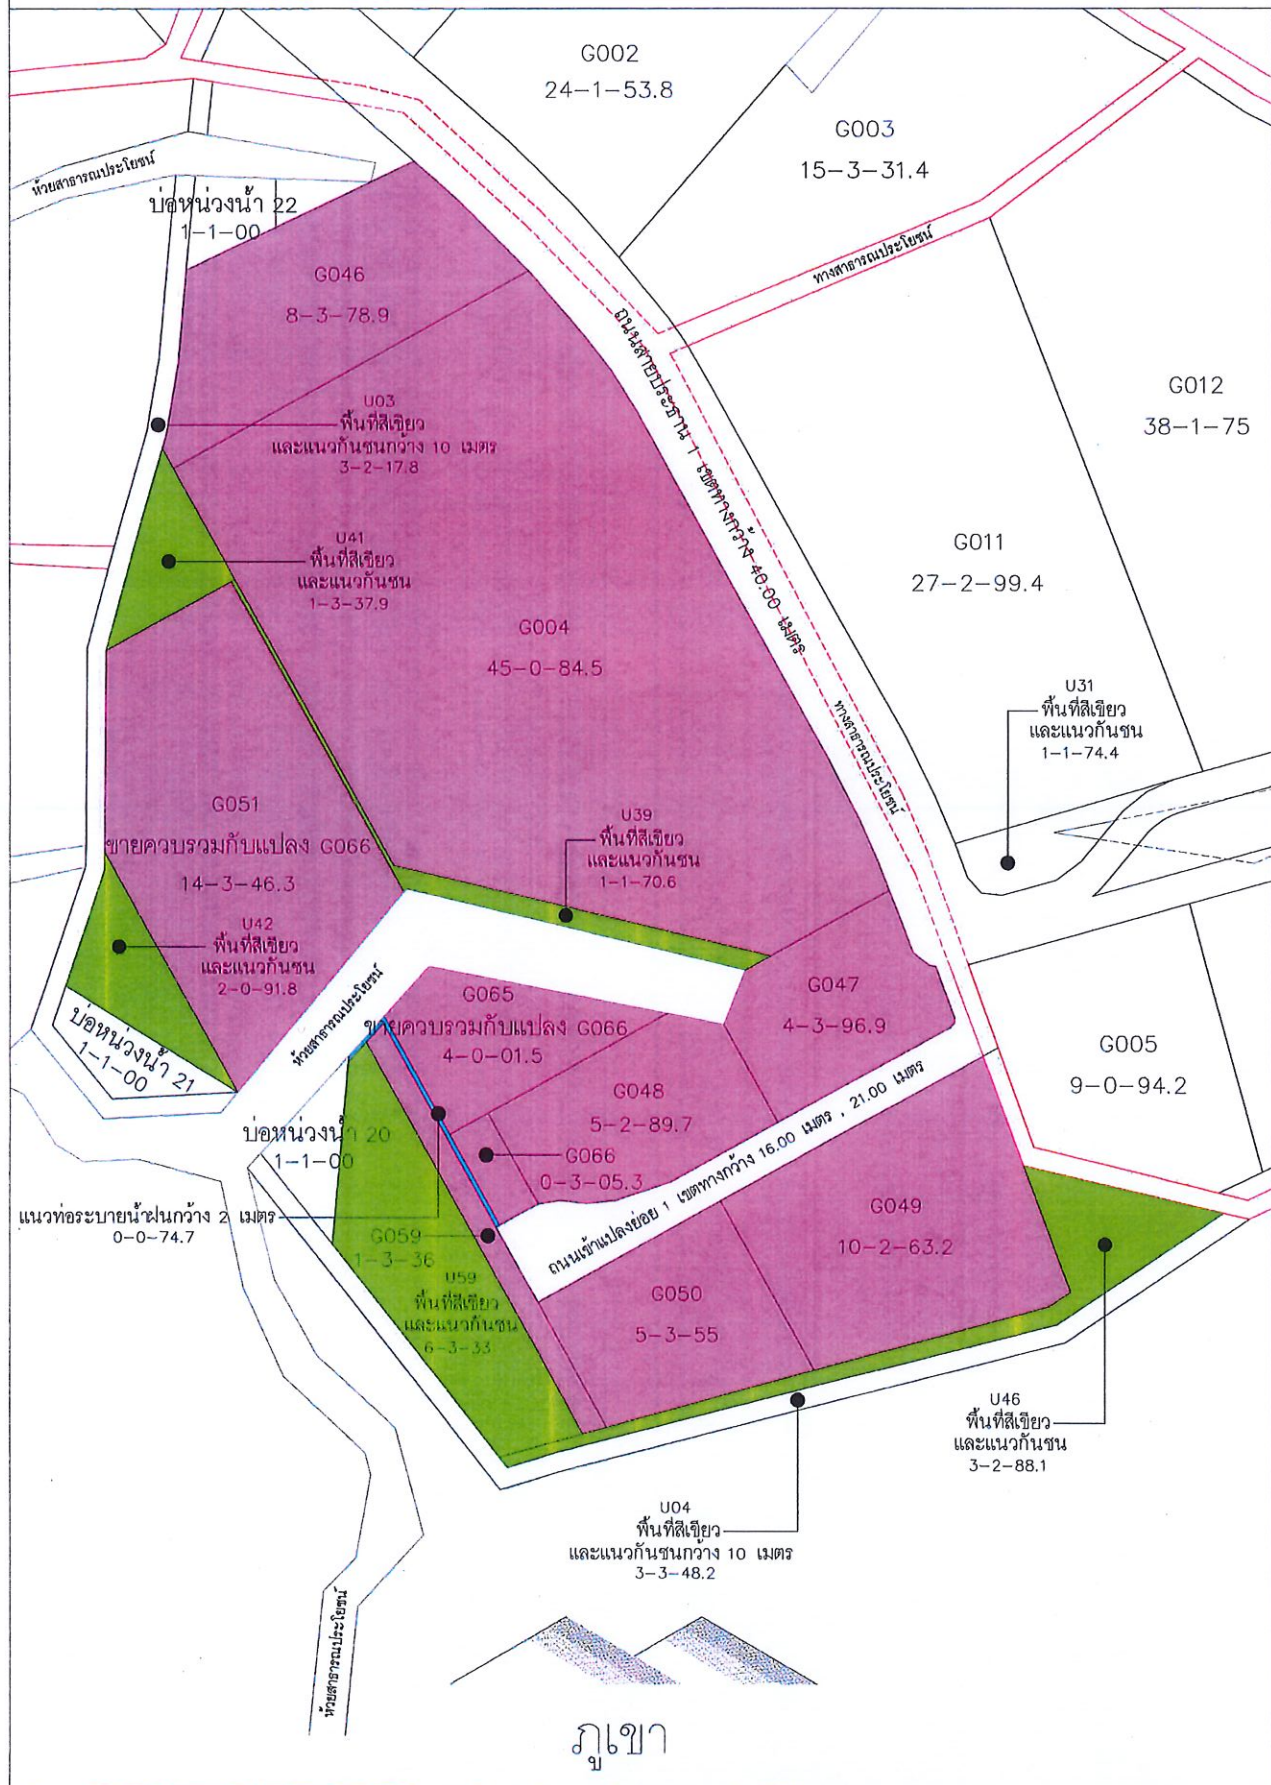 G002
24-1-53.8
G003
15-3-31.4
ห้วยสาธารณประโยชน์
บ่อหน่วงน้ำ 22
1-1-00
ทางสาธารณประโยชน์
G046
8-3-78.9
ถนนสายประธาน 1 เขตทางกว้าง 40.00 เมตร
G012
38-1-75
U03
พื้นที่สีเขียว
และแนวกันชนกว้าง 10 เมตร
3-2-17.8
U41
พื้นที่สีเขียว
และแนวกันชน
1-3-37.9
G011
27-2-99.4
G004
45-0-84.5
U31
พื้นที่สีเขียว
และแนวกันชน
1-1-74.4
ทางสาธารณประโยชน์
G051
ขายควบรวมกับแปลง G066
14-3-46.3
U39
พื้นที่สีเขียว
และแนวกันชน
1-1-70.6
U42
พื้นที่สีเขียว
และแนวกันชน
2-0-91.8
G047
4-3-96.9
G065
ขายควบรวมกับแปลง G066
4-0-01.5
ห้วยสาธารณประโยชน์
บ่อหน่วงน้ำ 21
1-1-00
G005
9-0-94.2
G048
5-2-89.7
บ่อหน่วงน้ำ 20
1-1-00
G066
0-3-05.3
ถนนเข้าแปลงย่อย 1 เขตทางกว้าง 16.00 เมตร , 21.00 เมตร
แนวท่อระบายน้ำฝนกว้าง 2 เมตร
0-0-74.7
G059
1-3-36
G049
10-2-63.2
U59
พื้นที่สีเขียว
และแนวกันชน
6-3-33
G050
5-3-55
U46
พื้นที่สีเขียว
และแนวกันชน
3-2-88.1
U04
พื้นที่สีเขียว
และแนวกันชนกว้าง 10 เมตร
3-3-48.2
ห้วยสาธารณประโยชน์
ภูเขา